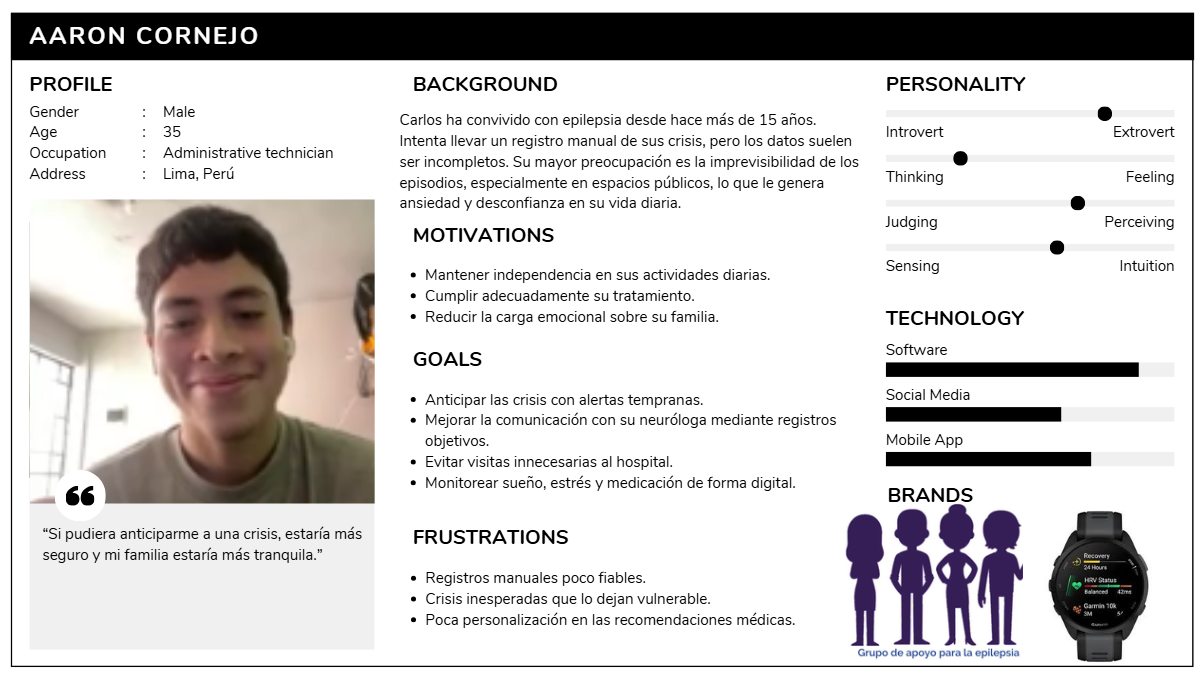 AARON CORNEJO
PROFILE
Gender : Male
Age : 35
Occupation : Administrative technician
Address : Lima, Perú
“Si pudiera anticiparme a una crisis, estaría más
seguro y mi familia estaría más tranquila.”
BACKGROUND
Carlos ha convivido con epilepsia desde hace más de 15 años.
Intenta llevar un registro manual de sus crisis, pero los datos suelen
ser incompletos. Su mayor preocupación es la imprevisibilidad de los
episodios, especialmente en espacios públicos, lo que le genera
ansiedad y desconfianza en su vida diaria.
MOTIVATIONS
• Mantener independencia en sus actividades diarias.
• Cumplir adecuadamente su tratamiento.
• Reducir la carga emocional sobre su familia.
GOALS
• Anticipar las crisis con alertas tempranas.
• Mejorar la comunicación con su neuróloga mediante registros
objetivos.
• Evitar visitas innecesarias al hospital.
• Monitorear sueño, estrés y medicación de forma digital.
FRUSTRATIONS
• Registros manuales poco fiables.
• Crisis inesperadas que lo dejan vulnerable.
• Poca personalización en las recomendaciones médicas.
PERSONALITY
Introvert Extrovert
Thinking Feeling
Judging Perceiving
Sensing Intuition
TECHNOLOGY
Software
Social Media
Mobile App
BRANDS
Grupo de apoyo para la epilepsia
Recovery
24 Hours
HRV Status
Balanced 42ms
Garmin 10k
3M